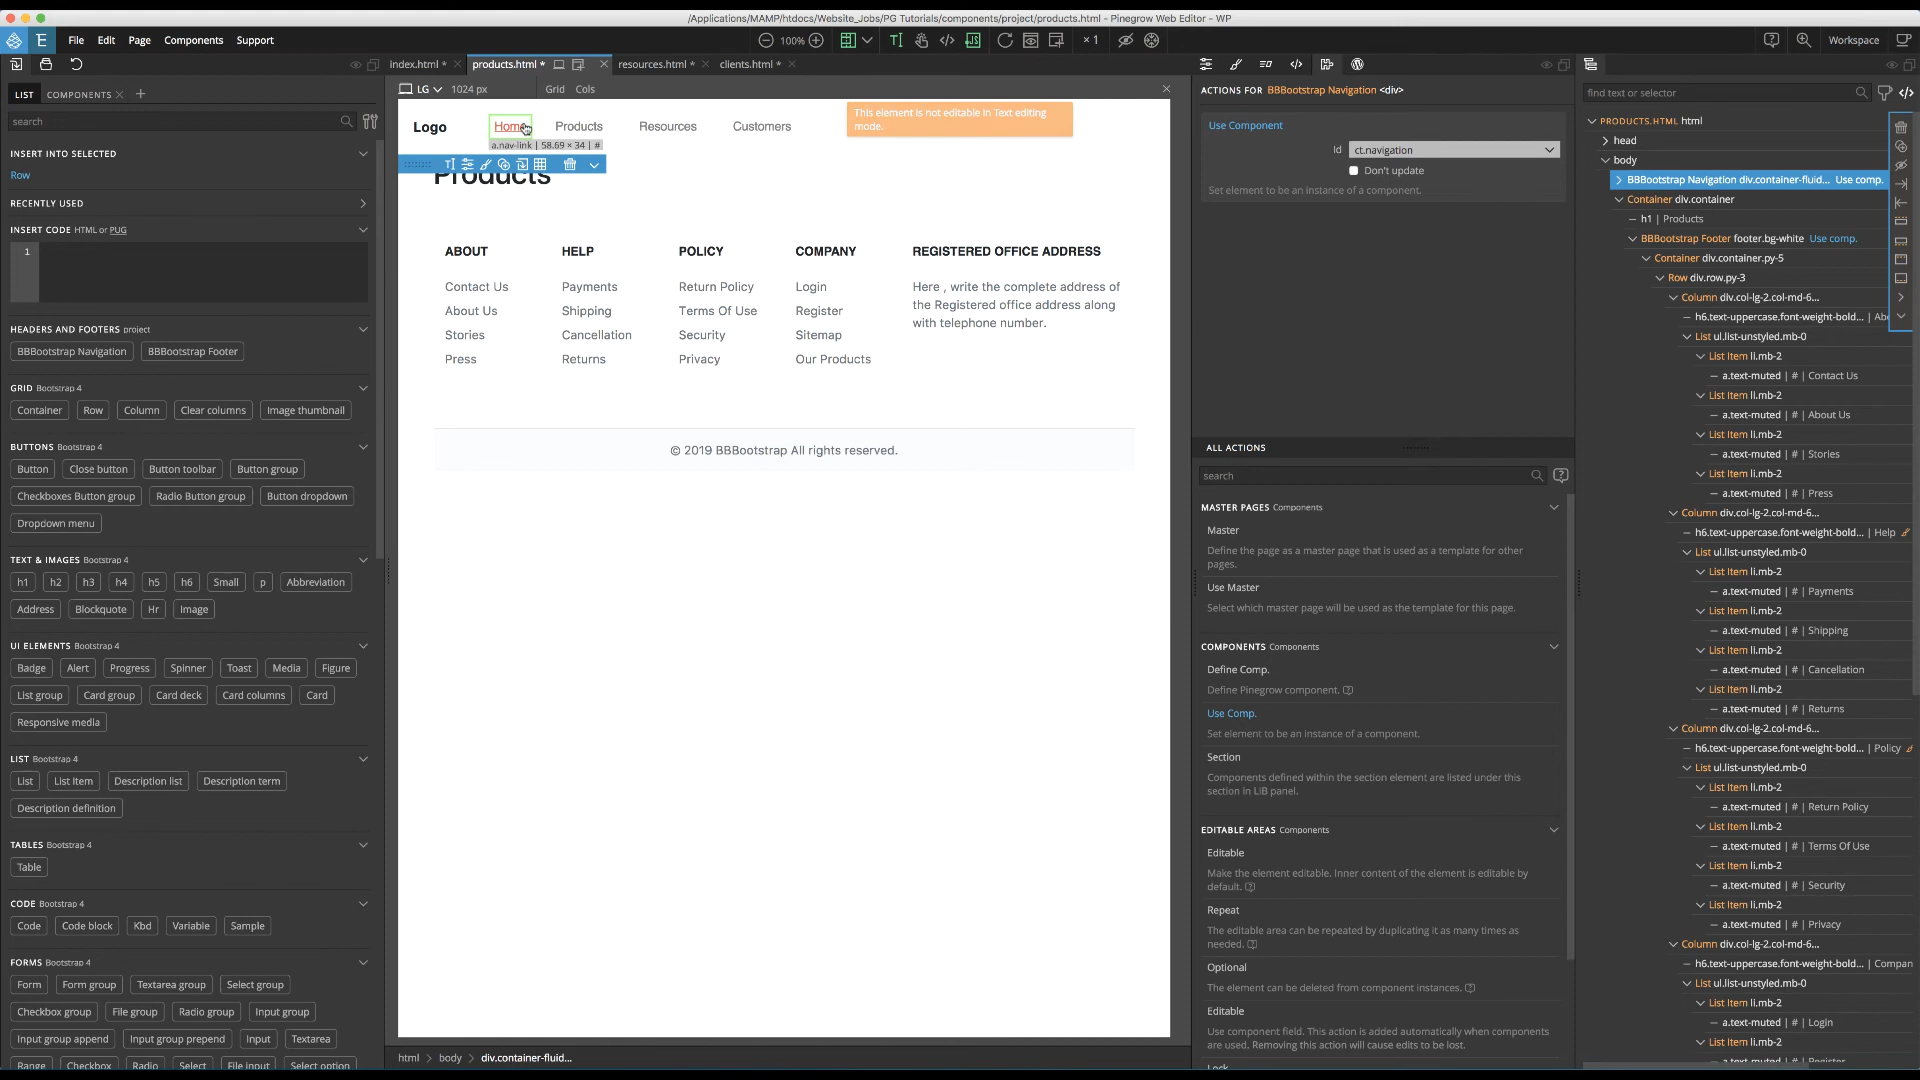 /Applications/MAMP/htdocs/Website_Jobs/PG Tutorials/components/project/products.html - Pinegrow Web Editor - WP
File Edit Page Components Support
100% × 1 Workspace
index.html * products.html * resources.html * clients.html *
LIST COMPONENTS
search
INSERT INTO SELECTED
Row
RECENTLY USED
INSERT CODE HTML or PUG
1
HEADERS AND FOOTERS project
BBBootstrap Navigation BBBootstrap Footer
GRID Bootstrap 4
Container Row Column Clear columns Image thumbnail
BUTTONS Bootstrap 4
Button Close button Button toolbar Button group
Checkboxes Button group Radio Button group Button dropdown
Dropdown menu
TEXT & IMAGES Bootstrap 4
h1 h2 h3 h4 h5 h6 Small p Abbreviation
Address Blockquote Hr Image
UI ELEMENTS Bootstrap 4
Badge Alert Progress Spinner Toast Media Figure
List group Card group Card deck Card columns Card
Responsive media
LIST Bootstrap 4
List List Item Description list Description term
Description definition
TABLES Bootstrap 4
Table
CODE Bootstrap 4
Code Code block Kbd Variable Sample
FORMS Bootstrap 4
Form Form group Textarea group Select group
Checkbox group File group Radio group Input group
Input group append Input group prepend Input Textarea
Range Checkbox Radio Select File input Select option
LG 1024 px Grid Cols
Logo Home Products Resources Customers
This element is not editable in Text editing
mode.
a.nav-link | 58.69 × 34 | #
Products
ABOUT HELP POLICY COMPANY REGISTERED OFFICE ADDRESS
Contact Us Payments Return Policy Login Here , write the complete address of
About Us Shipping Terms Of Use Register the Registered office address along
Stories Cancellation Security Sitemap with telephone number.
Press Returns Privacy Our Products
© 2019 BBBootstrap All rights reserved.
html body div.container-fluid...
ACTIONS FOR BBBootstrap Navigation <div>
Use Component
Id ct.navigation
Don't update
Set element to be an instance of a component.
ALL ACTIONS
search
MASTER PAGES Components
Master
Define the page as a master page that is used as a template for other
pages.
Use Master
Select which master page will be used as the template for this page.
COMPONENTS Components
Define Comp.
Define Pinegrow component.
Use Comp.
Set element to be an instance of a component.
Section
Components defined within the section element are listed under this
section in LIB panel.
EDITABLE AREAS Components
Editable
Make the element editable. Inner content of the element is editable by
default.
Repeat
The editable area can be repeated by duplicating it as many times as
needed.
Optional
The element can be deleted from component instances.
Editable
Use component field. This action is added automatically when components
are used. Removing this action will cause edits to be lost.
Lock
find text or selector
PRODUCTS.HTML html
head
body
BBBootstrap Navigation div.container-fluid... Use comp.
Container div.container
h1 | Products
BBBootstrap Footer footer.bg-white Use comp.
Container div.container.py-5
Row div.row.py-3
Column div.col-lg-2.col-md-6...
h6.text-uppercase.font-weight-bold... | Abo
List ul.list-unstyled.mb-0
List Item li.mb-2
a.text-muted | # | Contact Us
List Item li.mb-2
a.text-muted | # | About Us
List Item li.mb-2
a.text-muted | # | Stories
List Item li.mb-2
a.text-muted | # | Press
Column div.col-lg-2.col-md-6...
h6.text-uppercase.font-weight-bold... | Help
List ul.list-unstyled.mb-0
List Item li.mb-2
a.text-muted | # | Payments
List Item li.mb-2
a.text-muted | # | Shipping
List Item li.mb-2
a.text-muted | # | Cancellation
List Item li.mb-2
a.text-muted | # | Returns
Column div.col-lg-2.col-md-6...
h6.text-uppercase.font-weight-bold... | Policy
List ul.list-unstyled.mb-0
List Item li.mb-2
a.text-muted | # | Return Policy
List Item li.mb-2
a.text-muted | # | Terms Of Use
List Item li.mb-2
a.text-muted | # | Security
List Item li.mb-2
a.text-muted | # | Privacy
Column div.col-lg-2.col-md-6...
h6.text-uppercase.font-weight-bold... | Compan
List ul.list-unstyled.mb-0
List Item li.mb-2
a.text-muted | # | Login
List Item li.mb-2
a.text-muted | # | Register